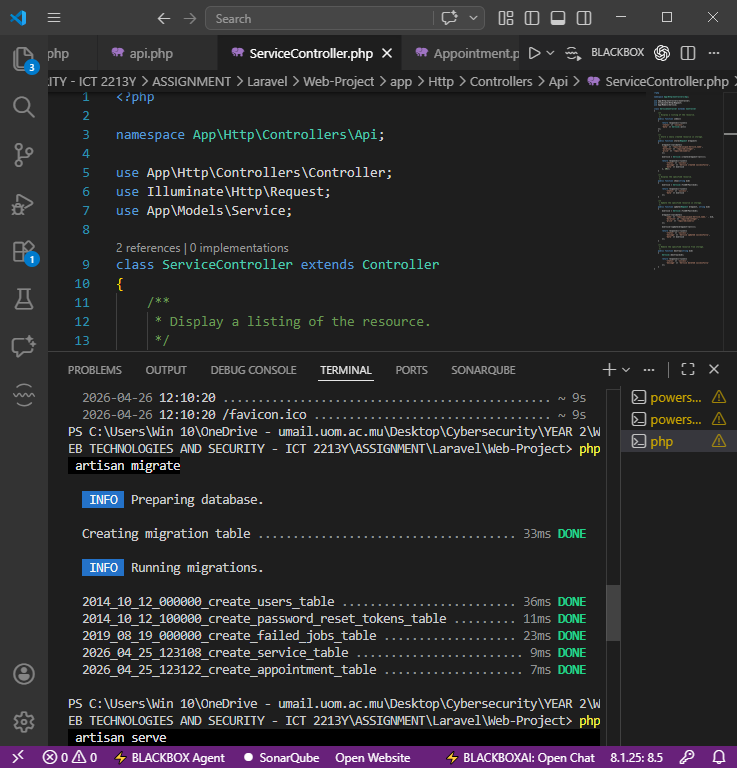 Search
php
api.php
ServiceController.php
Appointment.p
BLACKBOX
ITY - ICT 2213Y > ASSIGNMENT > Laravel > Web-Project > app > Http > Controllers > Api > ServiceController.php >
1 <?php
2
3 namespace App\Http\Controllers\Api;
4
5 use App\Http\Controllers\Controller;
6 use Illuminate\Http\Request;
7 use App\Models\Service;
8
2 references | 0 implementations
9 class ServiceController extends Controller
10 {
11 /**
12 * Display a listing of the resource.
13 */
3
1
PROBLEMS OUTPUT DEBUG CONSOLE TERMINAL PORTS SONARQUBE
2026-04-26 12:10:20 ................................................ ~ 9s
2026-04-26 12:10:20 /favicon.ico ................................... ~ 9s
PS C:\Users\Win 10\OneDrive - umail.uom.ac.mu\Desktop\Cybersecurity\YEAR 2\W
EB TECHNOLOGIES AND SECURITY - ICT 2213Y\ASSIGNMENT\Laravel\Web-Project> php
artisan migrate
INFO Preparing database.
Creating migration table ...................................... 33ms DONE
INFO Running migrations.
2014_10_12_000000_create_users_table .......................... 36ms DONE
2014_10_12_100000_create_password_reset_tokens_table .......... 11ms DONE
2019_08_19_000000_create_failed_jobs_table .................... 23ms DONE
2026_04_25_123108_create_service_table ......................... 9ms DONE
2026_04_25_123122_create_appointment_table ..................... 7ms DONE
PS C:\Users\Win 10\OneDrive - umail.uom.ac.mu\Desktop\Cybersecurity\YEAR 2\W
EB TECHNOLOGIES AND SECURITY - ICT 2213Y\ASSIGNMENT\Laravel\Web-Project> php
artisan serve
powers...
powers...
php
0 0 BLACKBOX Agent SonarQube Open Website BLACKBOXAI: Open Chat 8.1.25: 8.5